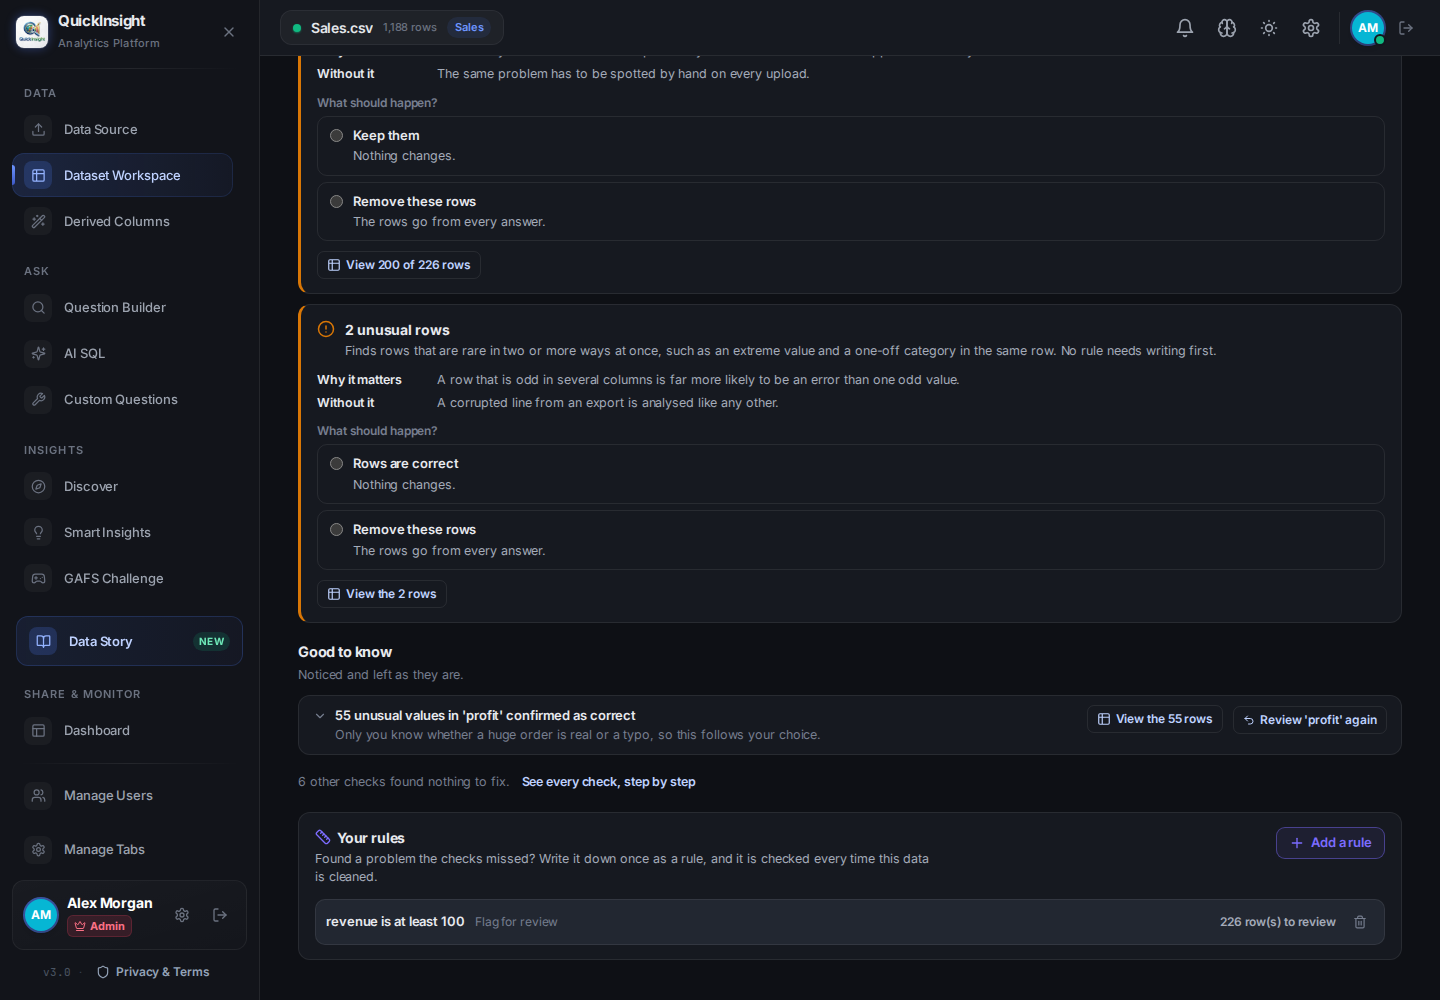 QuickInsight
Analytics Platform
DATA
Data Source
Dataset Workspace
Derived Columns
ASK
Question Builder
AI SQL
Custom Questions
INSIGHTS
Discover
Smart Insights
GAFS Challenge
Data Story
NEW
SHARE & MONITOR
Dashboard
Manage Users
Manage Tabs
AM
Alex Morgan
Admin
v3.0 · Privacy & Terms
Sales.csv 1,188 rows Sales
AM
Without it The same problem has to be spotted by hand on every upload.
What should happen?
Keep them
Nothing changes.
Remove these rows
The rows go from every answer.
View 200 of 226 rows
2 unusual rows
Finds rows that are rare in two or more ways at once, such as an extreme value and a one-off category in the same row. No rule needs writing first.
Why it matters A row that is odd in several columns is far more likely to be an error than one odd value.
Without it A corrupted line from an export is analysed like any other.
What should happen?
Rows are correct
Nothing changes.
Remove these rows
The rows go from every answer.
View the 2 rows
Good to know
Noticed and left as they are.
55 unusual values in 'profit' confirmed as correct
Only you know whether a huge order is real or a typo, so this follows your choice.
View the 55 rows
Review 'profit' again
6 other checks found nothing to fix. See every check, step by step
Your rules
Found a problem the checks missed? Write it down once as a rule, and it is checked every time this data
is cleaned.
Add a rule
revenue is at least 100 Flag for review 226 row(s) to review